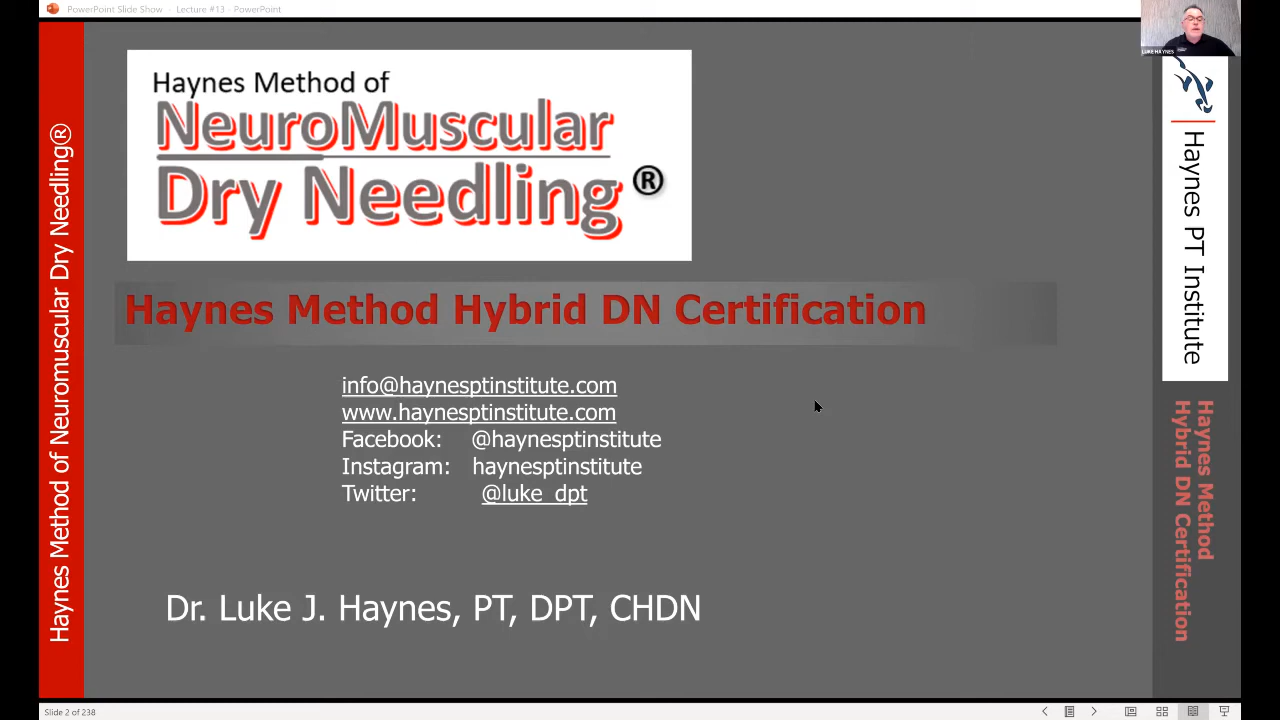 PowerPoint Slide Show - Lecture #13 - PowerPoint
LUKE HAYNES
Haynes Method of
NeuroMuscular
Dry Needling ®
Haynes Method of Neuromuscular Dry Needling®
Haynes Method Hybrid DN Certification
info@haynesptinstitute.com
www.haynesptinstitute.com
Facebook: @haynesptinstitute
Instagram: haynesptinstitute
Twitter: @luke_dpt
Dr. Luke J. Haynes, PT, DPT, CHDN
Haynes PT Institute
Haynes Method
Hybrid DN Certification
Slide 2 of 238